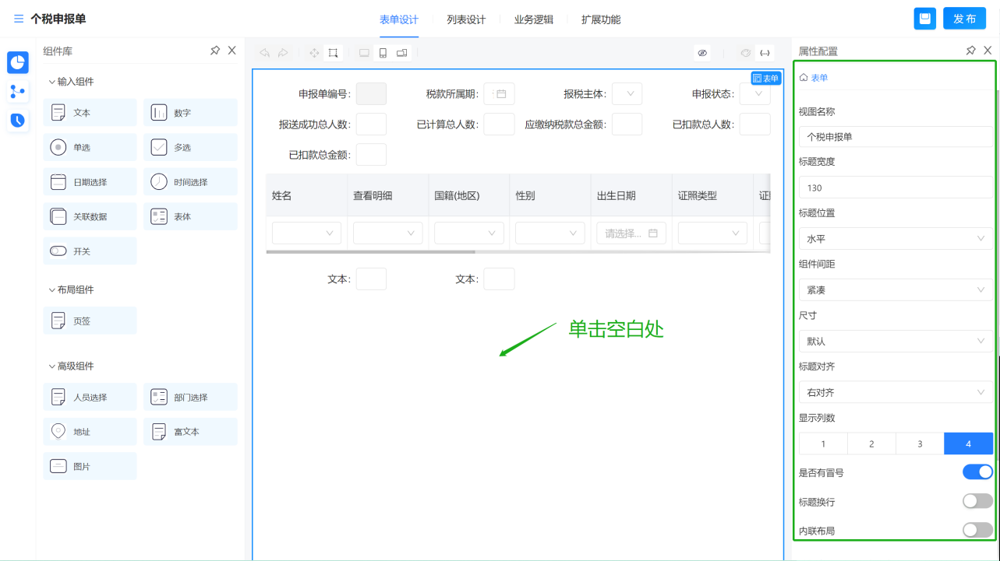 个税申报单
表单设计 列表设计 业务逻辑 扩展功能
发布
组件库
输入组件
文本 数字
单选 多选
日期选择 时间选择
关联数据 表体
开关
布局组件
页签
高级组件
人员选择 部门选择
地址 富文本
图片
表单
申报单编号: 税款所属期: 报税主体: 申报状态:
报送成功总人数: 已计算总人数: 应缴纳税款总金额: 已扣款总人数:
已扣款总金额:
姓名 查看明细 国籍(地区) 性别 出生日期 证照类型
请选择...
文本: 文本:
单击空白处
属性配置
表单
视图名称
个税申报单
标题宽度
130
标题位置
水平
组件间距
紧凑
尺寸
默认
标题对齐
右对齐
显示列数
1 2 3 4
是否有冒号
标题换行
内联布局